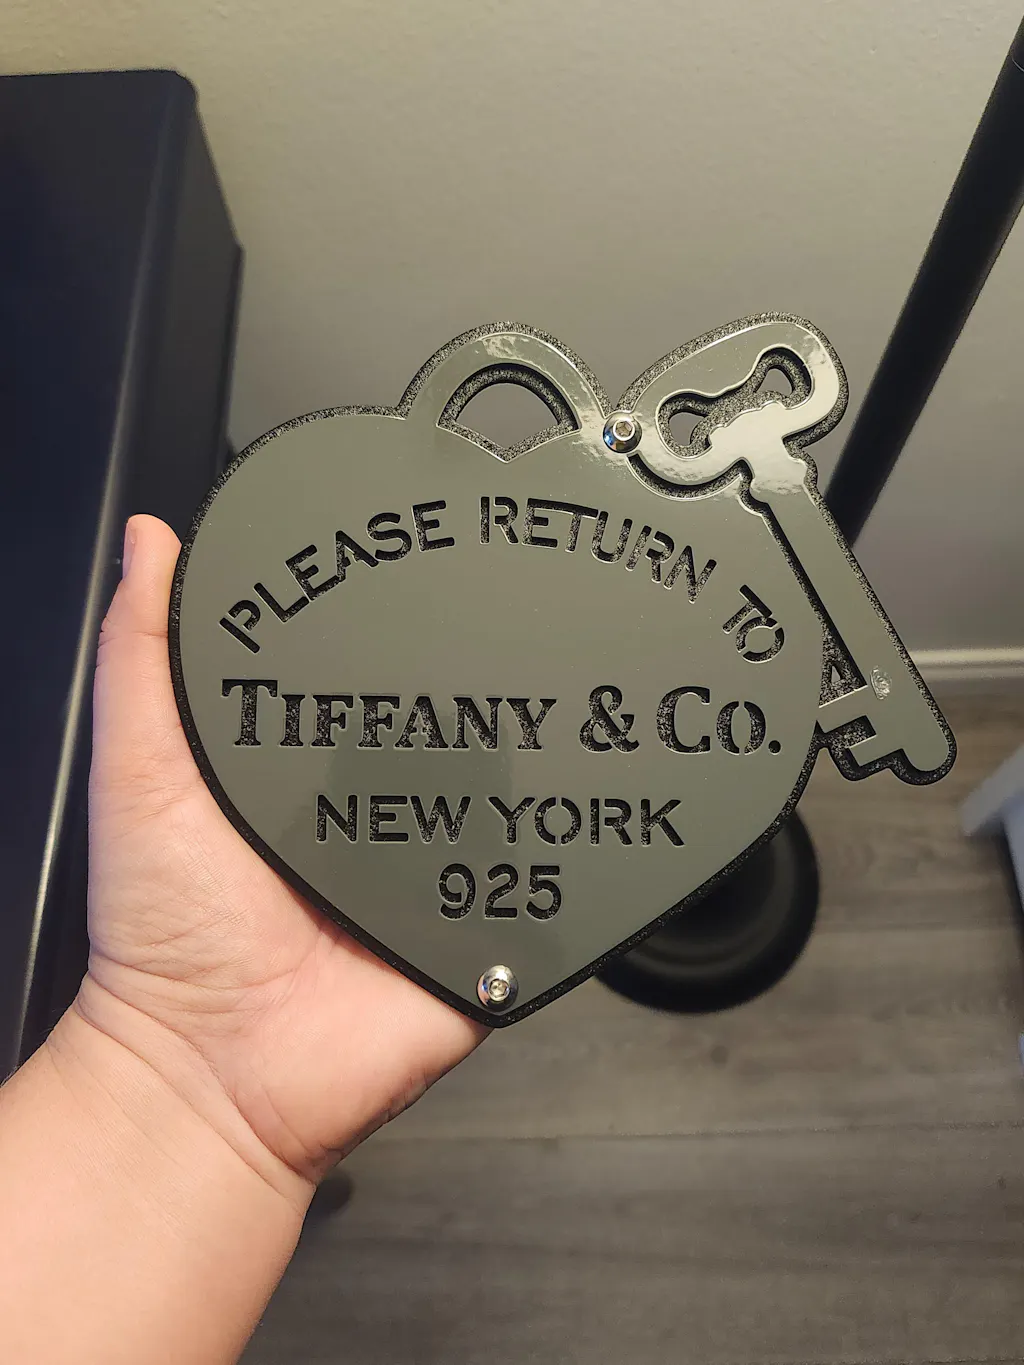 PLEASE RETURN TO
TIFFANY & CO.
NEW YORK
925